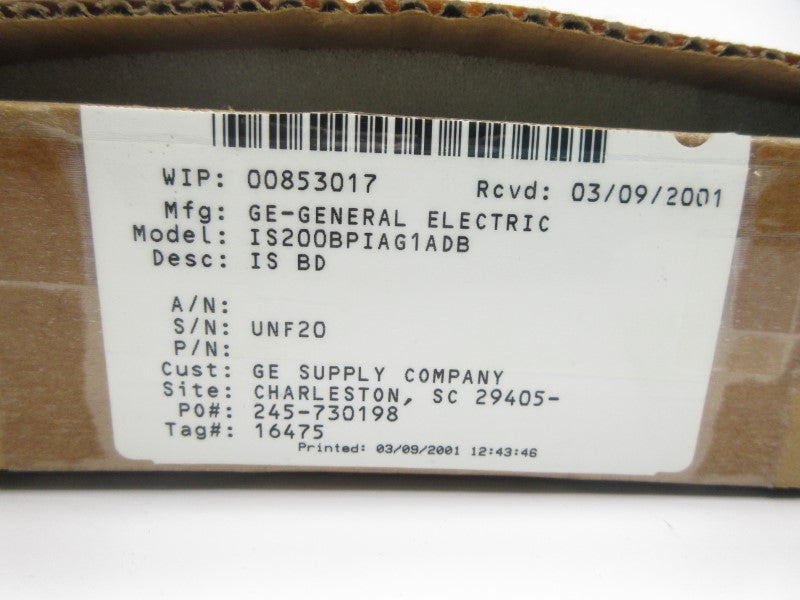 WIP: 00853017 Rcvd: 03/09/2001
Mfg: GE-GENERAL ELECTRIC
Model: IS200BPIAG1ADB
Desc: IS BD
A/N:
S/N: UNF20
P/N:
Cust: GE SUPPLY COMPANY
Site: CHARLESTON, SC 29405-
PO#: 245-730198
Tag#: 16475
Printed: 03/09/2001 12:43:46